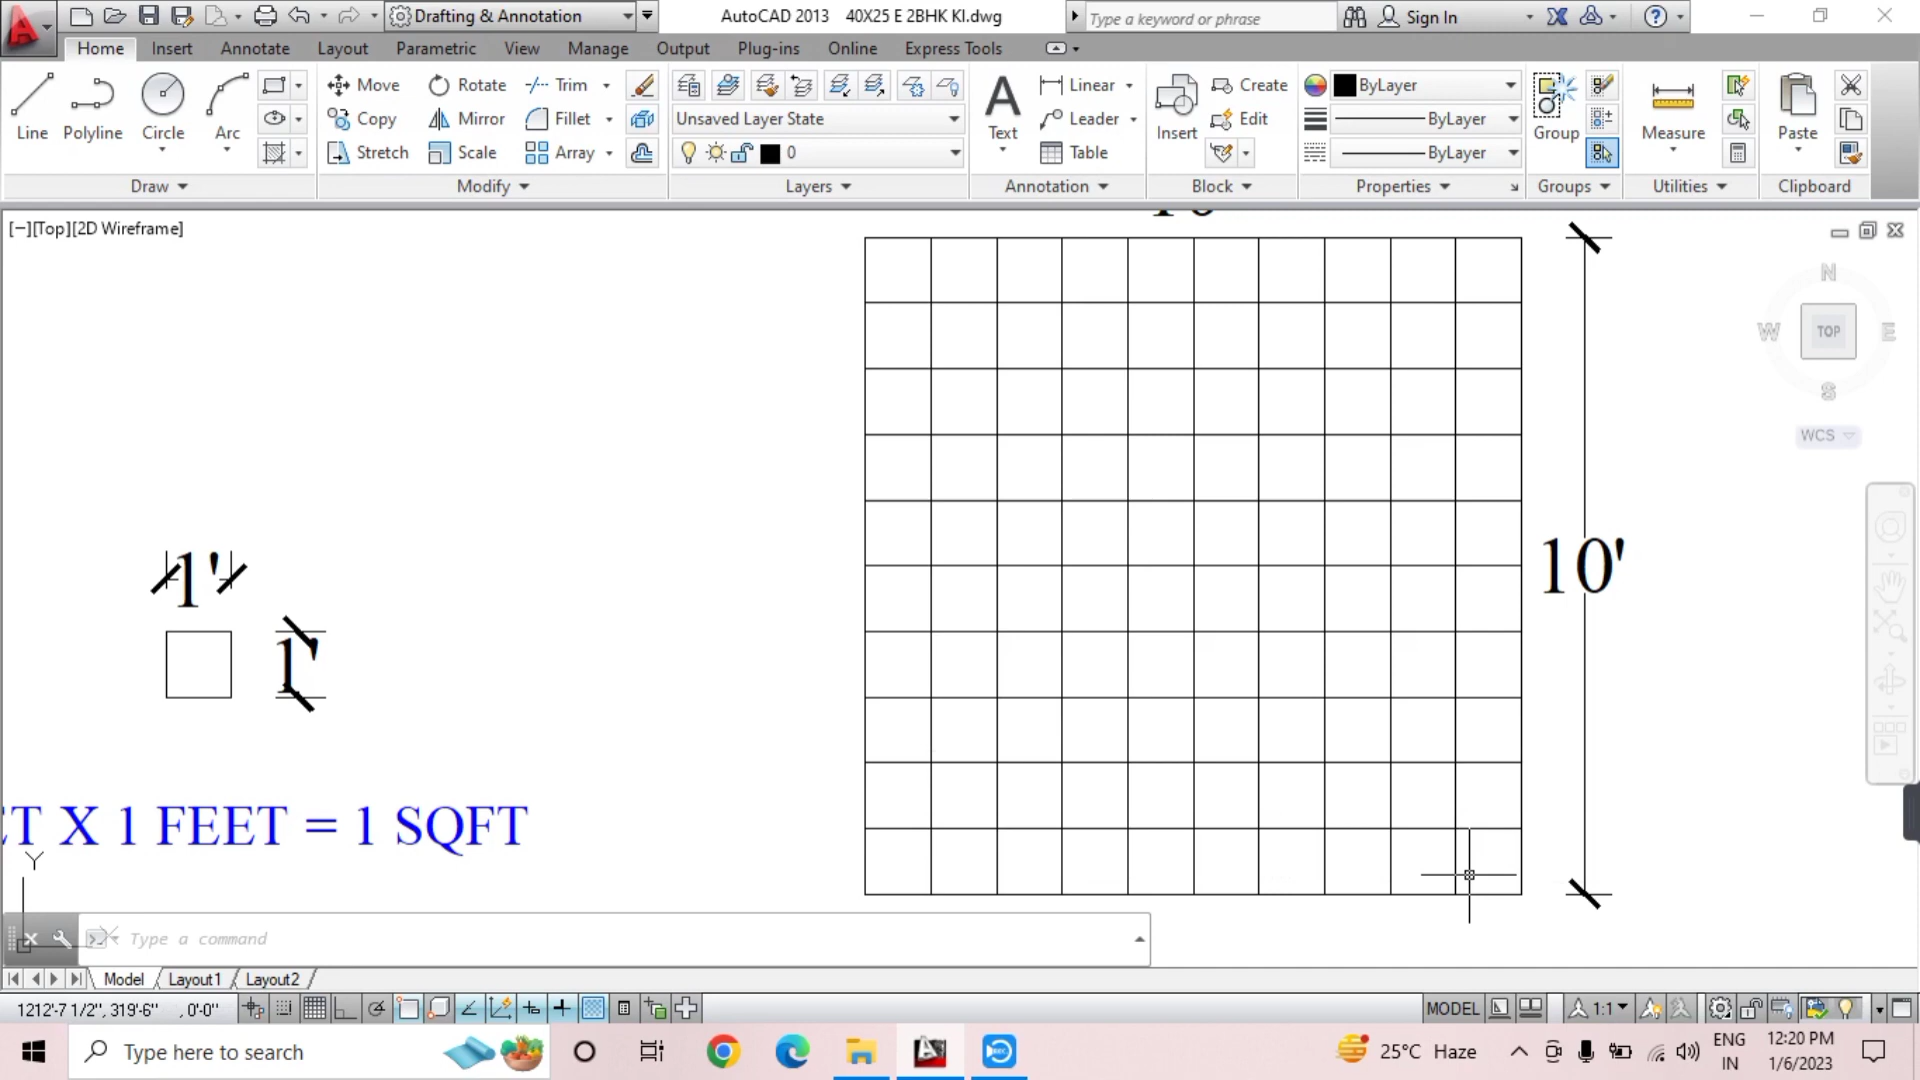 Drafting & Annotation
AutoCAD 2013 40X25 E 2BHK KI.dwg
Type a keyword or phrase
Sign In
Home Insert Annotate Layout Parametric View Manage Output Plug-ins Online Express Tools
Line Polyline Circle Arc
Move Rotate Trim
Copy Mirror Fillet
Stretch Scale Array
Unsaved Layer State
0
Text
Linear
Leader
Table
Insert
Create
Edit
ByLayer
ByLayer
ByLayer
Group
Measure
Paste
Draw Modify Layers Annotation Block Properties Groups Utilities Clipboard
[−][Top][2D Wireframe]
N
W TOP E
S
WCS
10'
1'
1'
X 1 FEET = 1 SQFT
Y
Type a command
Model Layout1 Layout2
1212'-7 1/2", 319'-6" , 0'-0"
MODEL
1:1
Type here to search
25°C Haze
ENG
IN
12:20 PM
1/6/2023